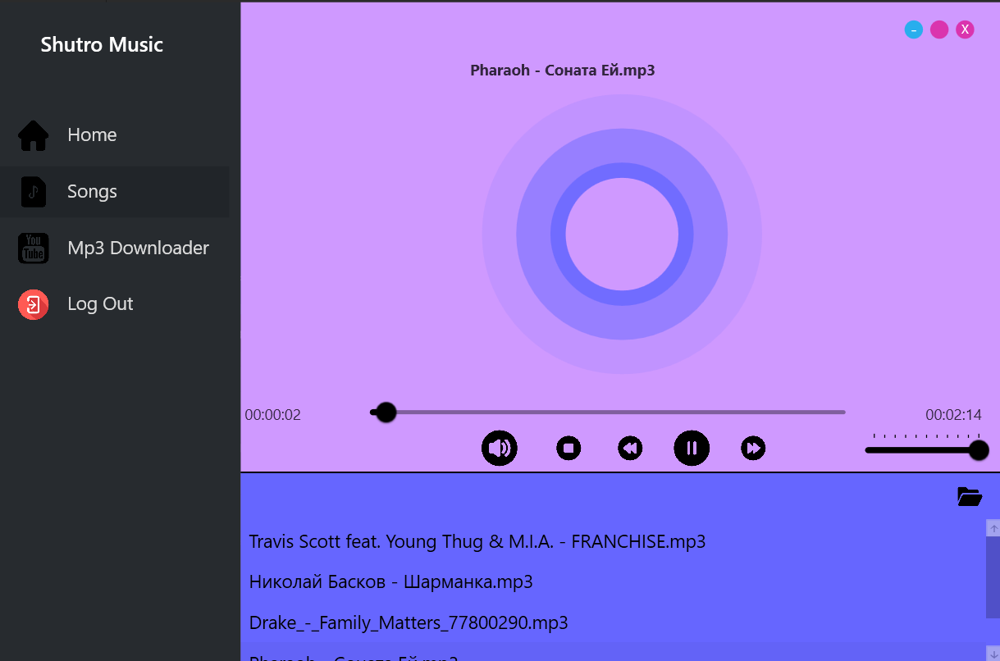 Shutro Music
Home
Songs
You
Tube
Mp3 Downloader
Log Out
– X
Pharaoh - Соната Ей.mp3
00:00:02
00:02:14
Travis Scott feat. Young Thug & M.I.A. - FRANCHISE.mp3
Николай Басков - Шарманка.mp3
Drake_-_Family_Matters_77800290.mp3
Pharaoh - Соната Ей.mp3